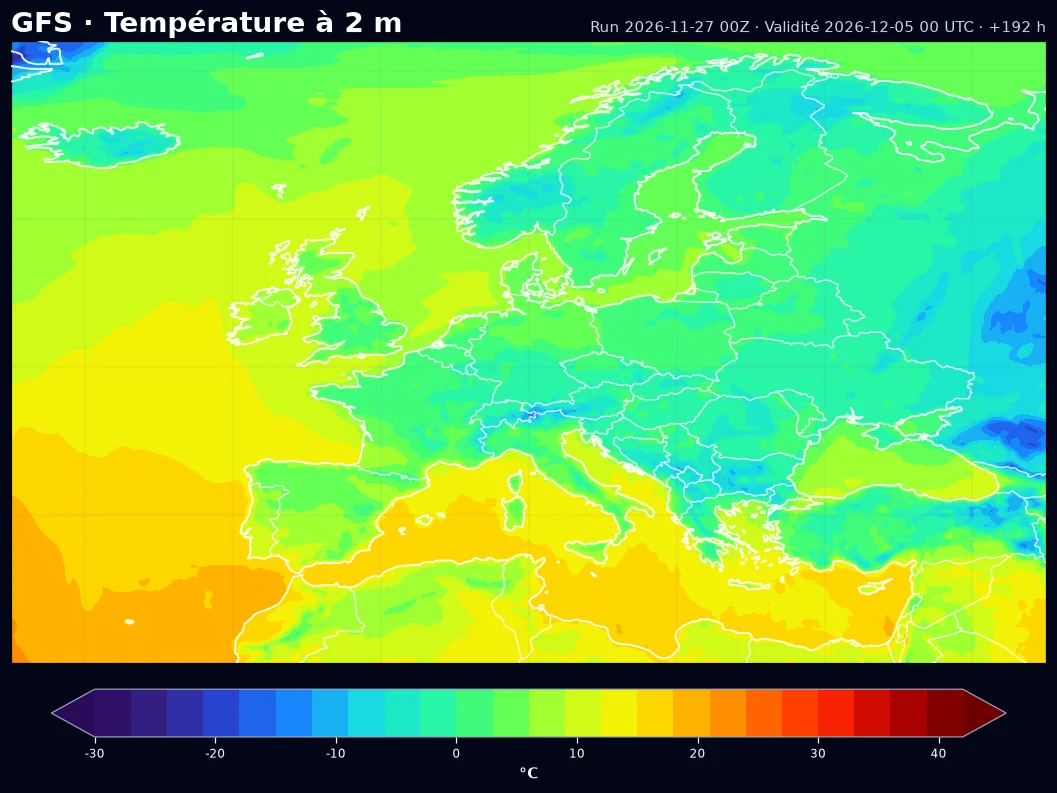 GFS · Température à 2 m
Run 2026-11-27 00Z · Validité 2026-12-05 00 UTC · +192 h
-30 -20 -10 0 10 20 30 40
°C